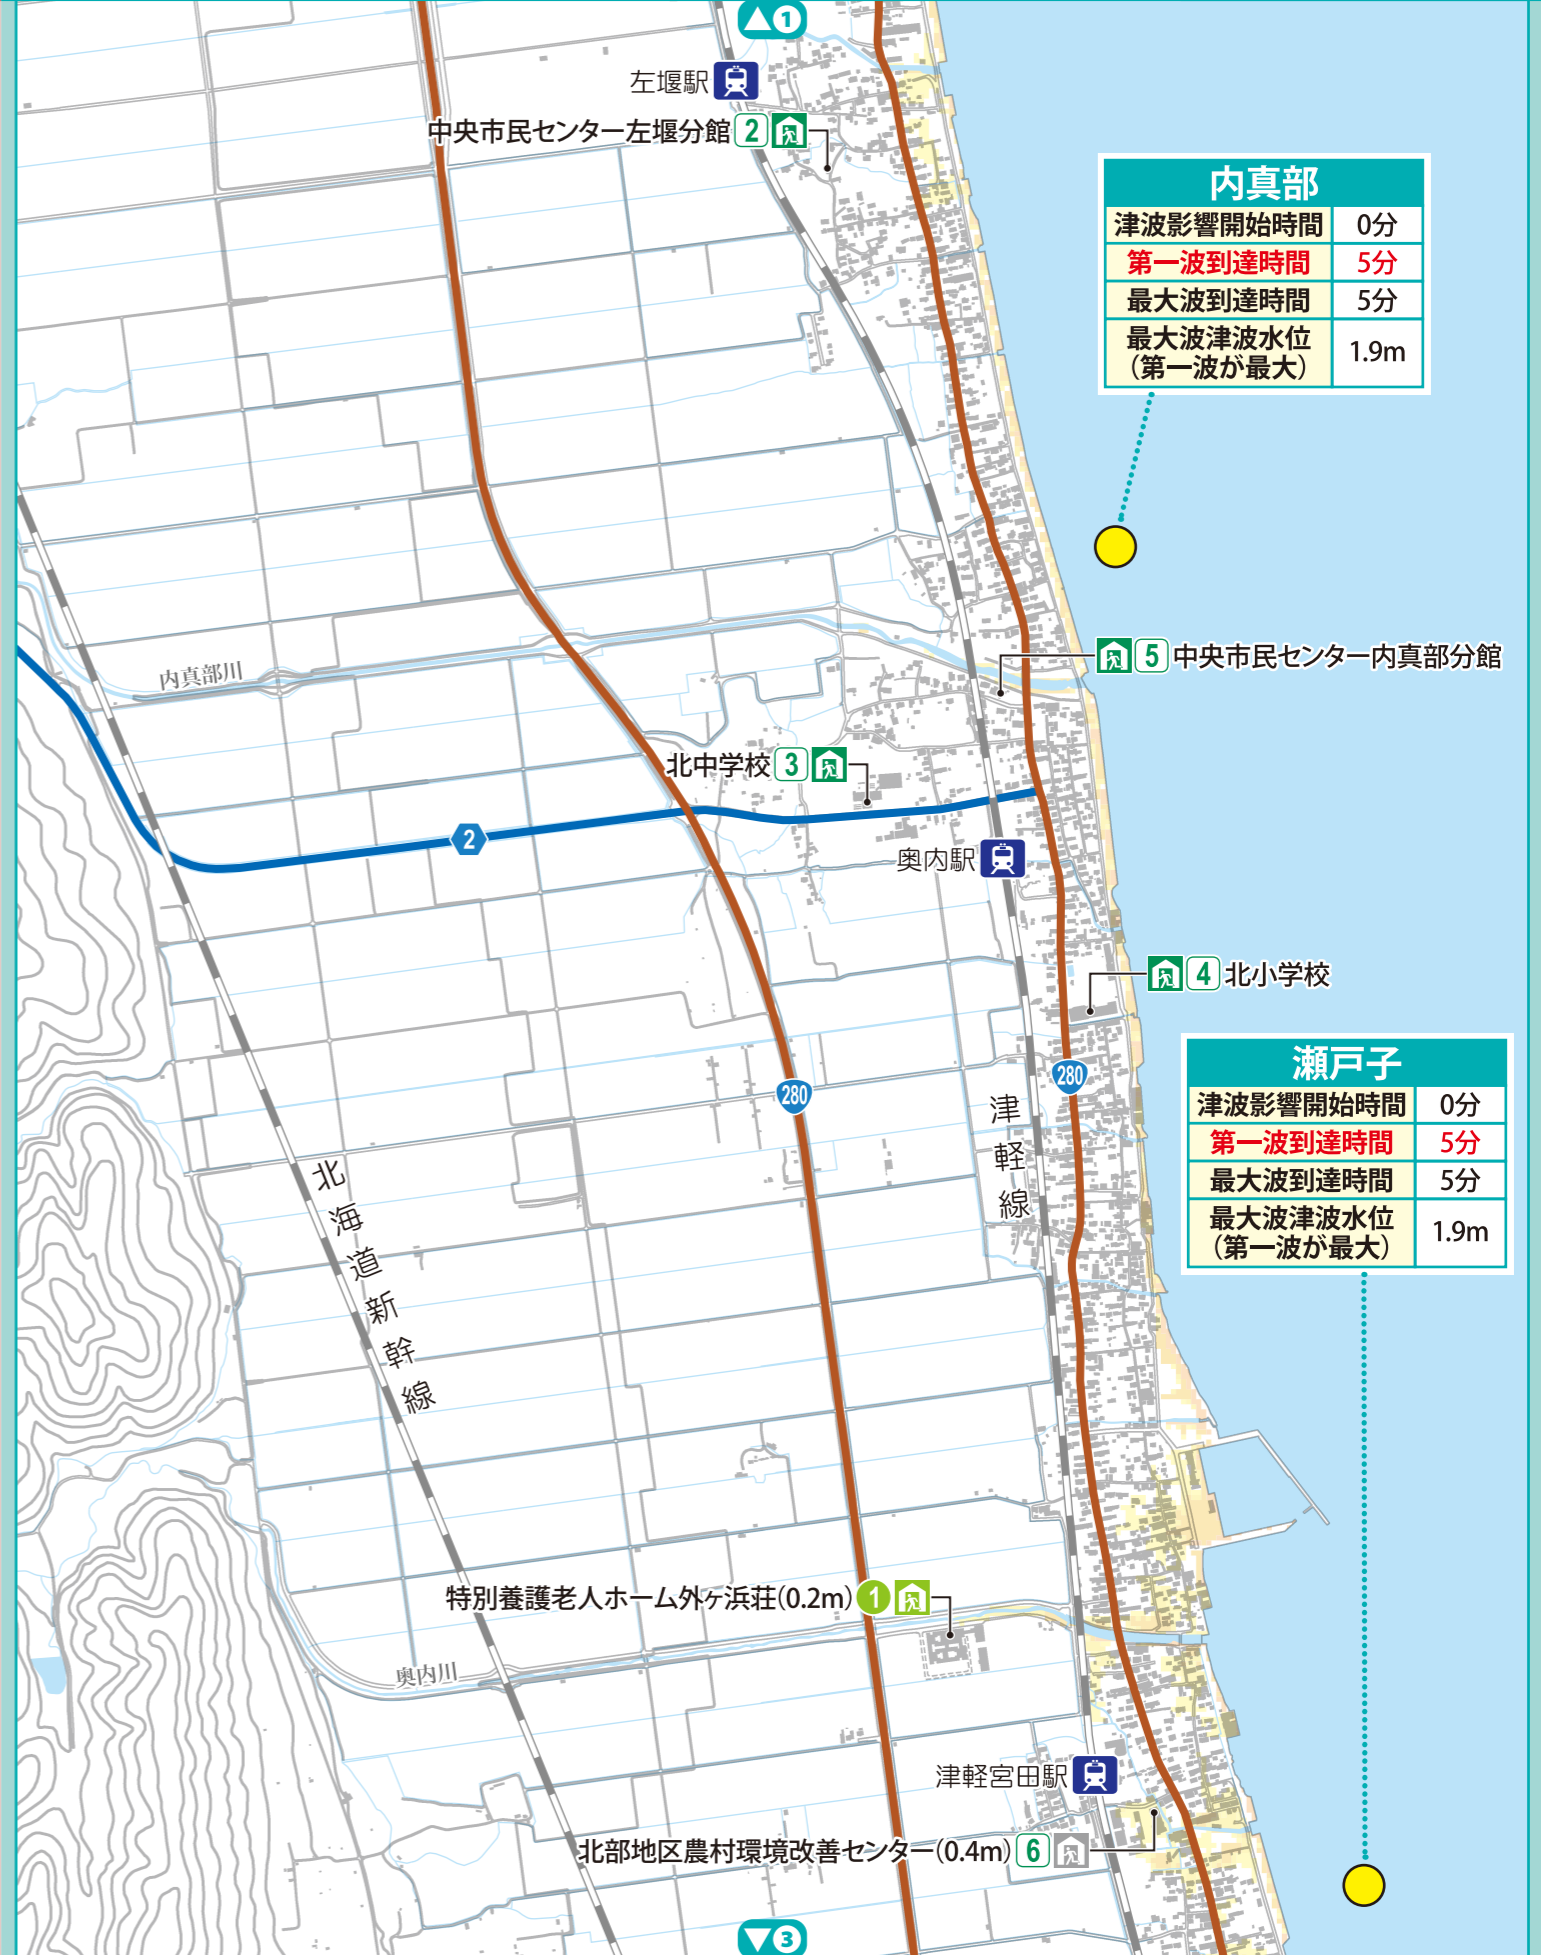 ▲1
左堰駅
中央市民センター左堰分館 2
内真部
津波影響開始時間 0分
第一波到達時間 5分
最大波到達時間 5分
最大波津波水位
（第一波が最大） 1.9m
5 中央市民センター内真部分館
内真部川
北中学校 3
2
奥内駅
4 北小学校
瀬戸子
津波影響開始時間 0分
第一波到達時間 5分
最大波到達時間 5分
最大波津波水位
（第一波が最大） 1.9m
280
280
津軽線
北海道新幹線
特別養護老人ホーム外ヶ浜荘(0.2m) 1
奥内川
津軽宮田駅
北部地区農村環境改善センター(0.4m) 6
▼3